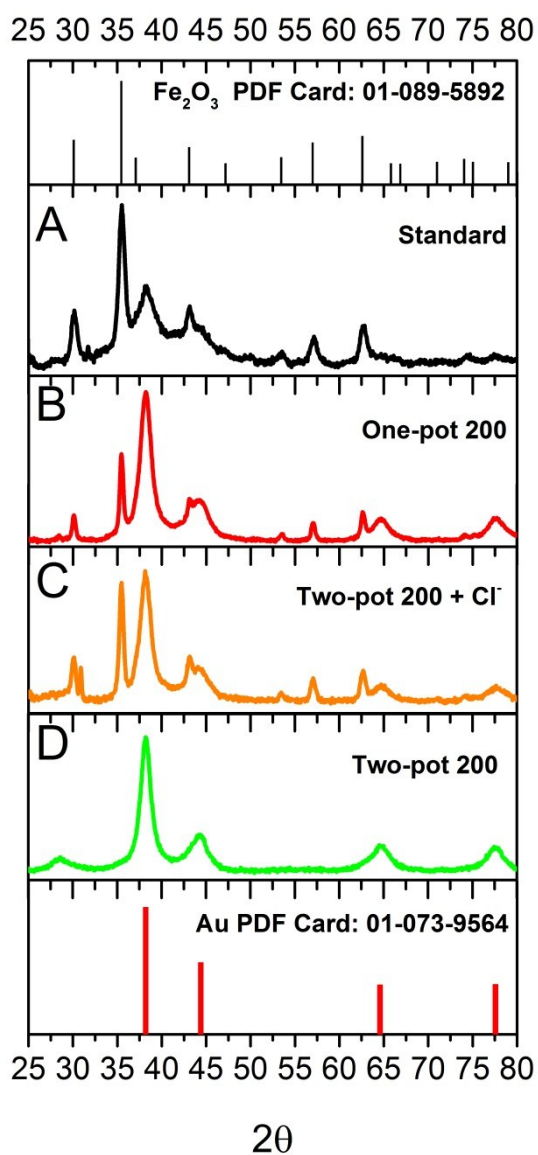 25 30 35 40 45 50 55 60 65 70 75 80
Fe₂O₃ PDF Card: 01-089-5892
A
Standard
B
One-pot 200
C
Two-pot 200 + Cl⁻
D
Two-pot 200
Au PDF Card: 01-073-9564
25 30 35 40 45 50 55 60 65 70 75 80
2θ